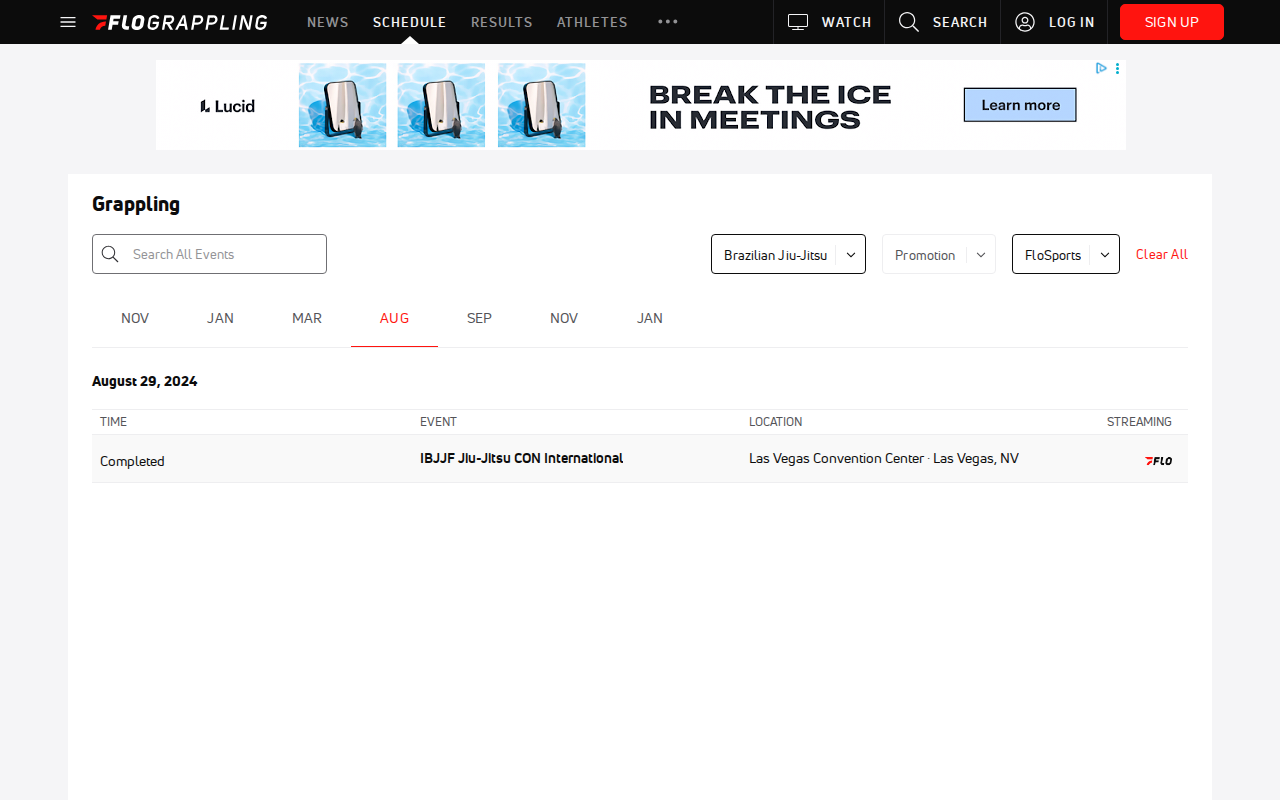 FLOGRAPPLING NEWS SCHEDULE RESULTS ATHLETES ••• WATCH SEARCH LOG IN SIGN UP
Lucid BREAK THE ICE IN MEETINGS Learn more
Grappling
Search All Events Brazilian Jiu-Jitsu Promotion FloSports Clear All
NOV JAN MAR AUG SEP NOV JAN
August 29, 2024
TIME EVENT LOCATION STREAMING
Completed IBJJF Jiu-Jitsu CON International Las Vegas Convention Center · Las Vegas, NV FLO